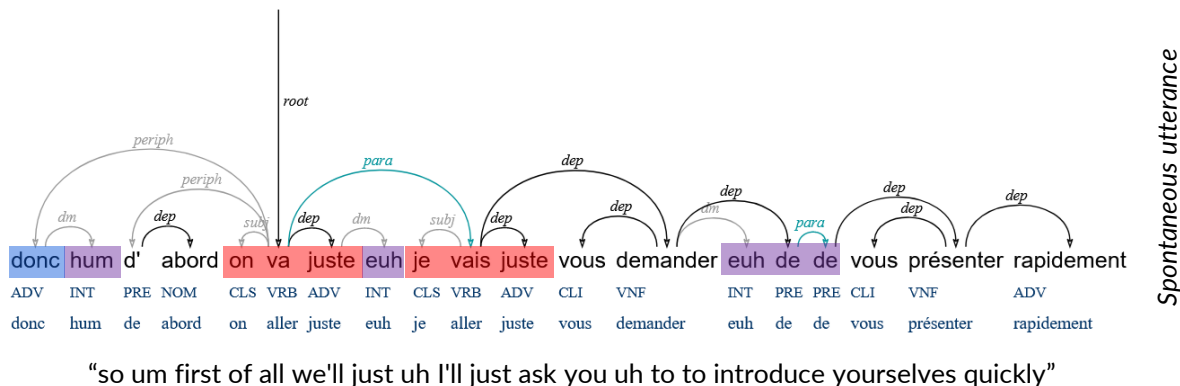 root
periph
para
dep
periph
dep
dep
dep
dep
dm
dep
subj
dep
dm
subj
dep
dep
dm
para
dep
donc hum d' abord on va juste euh je vais juste vous demander euh de de vous présenter rapidement
ADV INT PRE NOM CLS VRB ADV INT CLS VRB ADV CLI VNF INT PRE PRE CLI VNF ADV
donc hum de abord on aller juste euh je aller juste vous demander euh de de vous présenter rapidement
“so um first of all we'll just uh I'll just ask you uh to to introduce yourselves quickly”
Spontaneous utterance